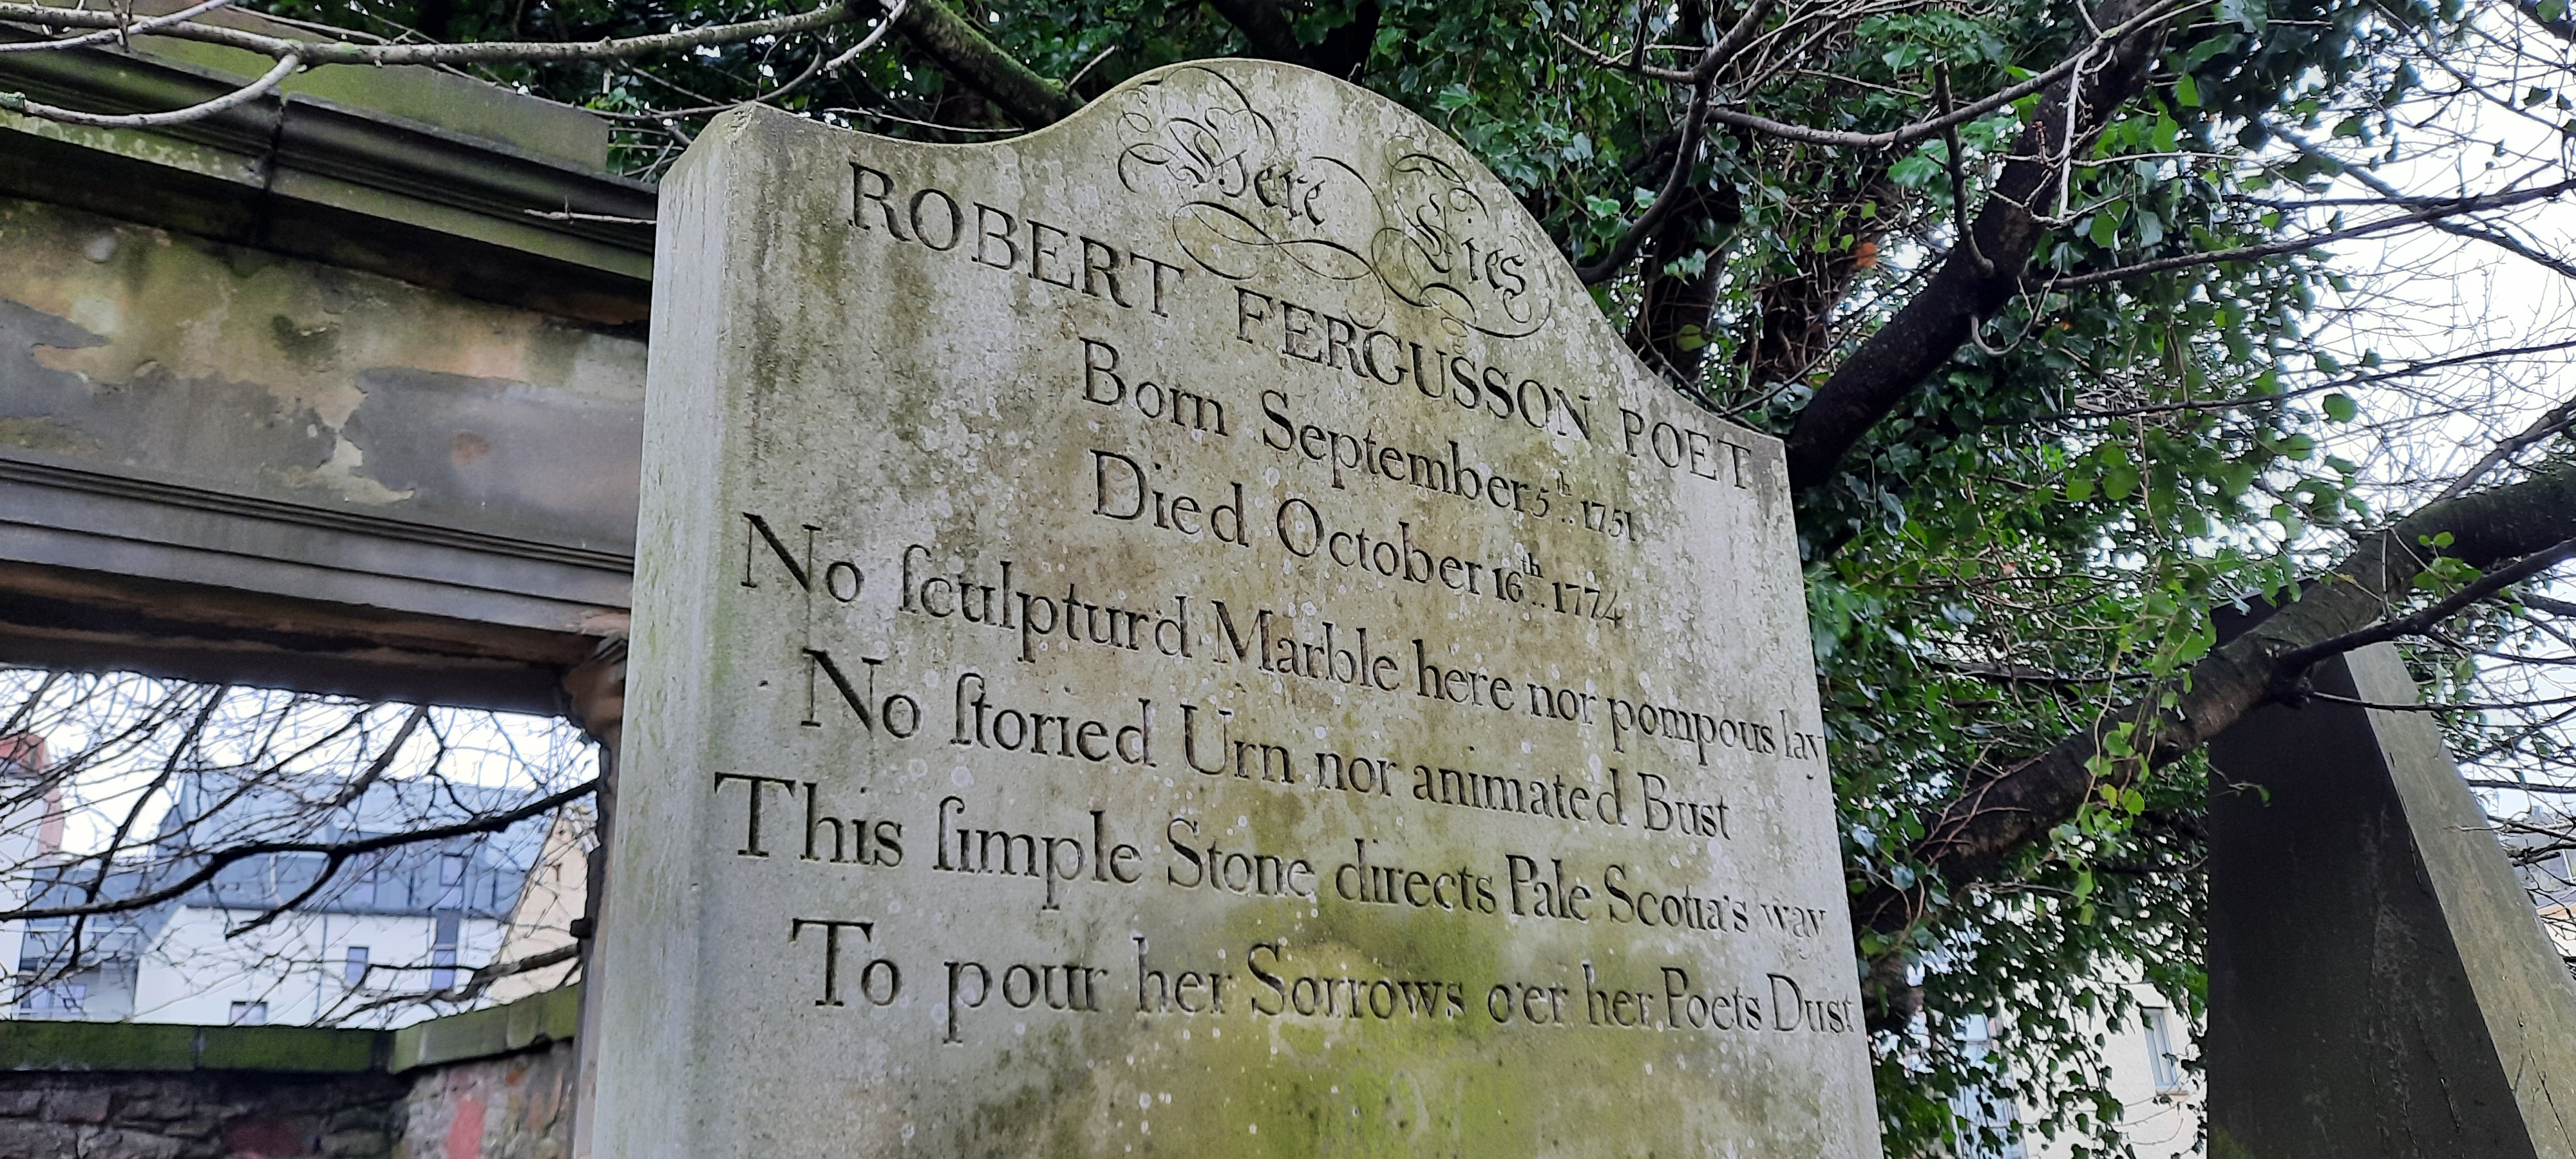 Here Lies
ROBERT FERGUSSON POET
Born September 5th.. 1751
Died October 16th.. 1774
No ſculptur'd Marble here nor pompous lay
No ſtoried Urn nor animated Bust
This ſimple Stone directs Pale Scotia's way
To pour her Sorrows o'er her Poets Dust